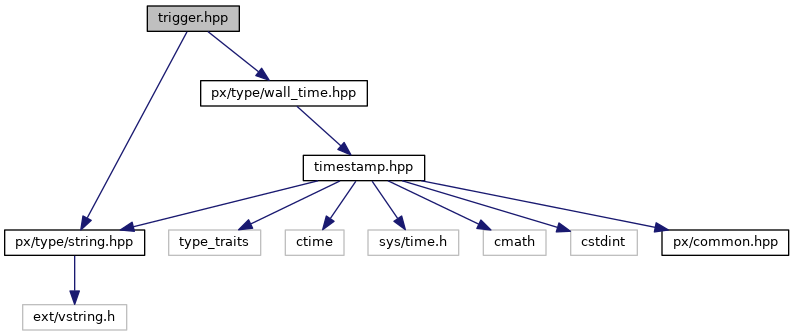 trigger.hpp
px/type/wall_time.hpp
timestamp.hpp
px/type/string.hpp
type_traits
ctime
sys/time.h
cmath
cstdint
px/common.hpp
ext/vstring.h